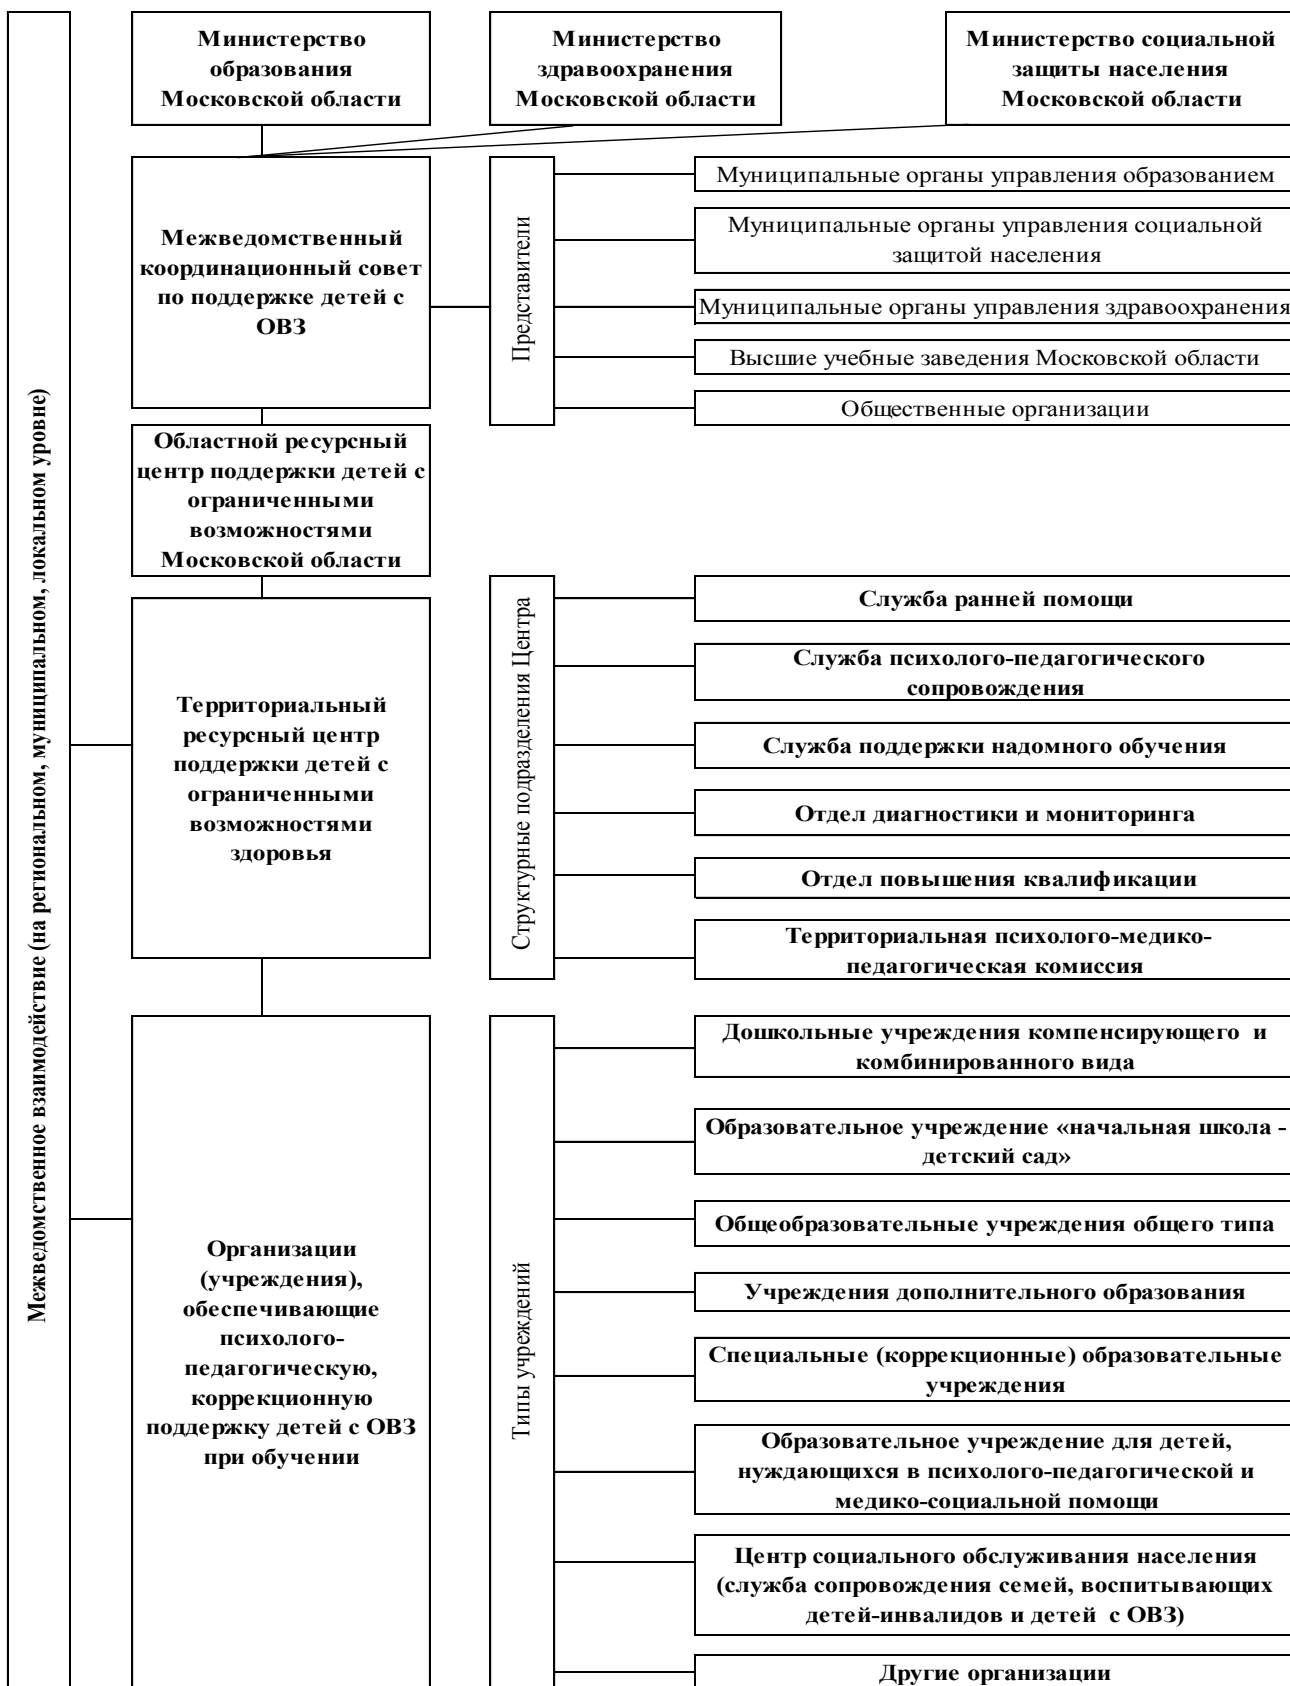 Министерство
образования
Московской области
Министерство
здравоохранения
Московской области
Министерство социальной
защиты населения
Московской области
Межведомственное взаимодействие (на региональном, муниципальном, локальном уровне)
Межведомственный
координационный совет
по поддержке детей с
ОВЗ
Представители
Муниципальные органы управления образованием
Муниципальные органы управления социальной
защитой населения
Муниципальные органы управления здравоохранения
Высшие учебные заведения Московской области
Общественные организации
Областной ресурсный
центр поддержки детей с
ограниченными
возможностями
Московской области
Территориальный
ресурсный центр
поддержки детей с
ограниченными
возможностями
здоровья
Структурные подразделения Центра
Служба ранней помощи
Служба психолого-педагогического
сопровождения
Служба поддержки надомного обучения
Отдел диагностики и мониторинга
Отдел повышения квалификации
Территориальная психолого-медико-
педагогическая комиссия
Организации
(учреждения),
обеспечивающие
психолого-
педагогическую,
коррекционную
поддержку детей с ОВЗ
при обучении
Типы учреждений
Дошкольные учреждения компенсирующего и
комбинированного вида
Образовательное учреждение «начальная школа -
детский сад»
Общеобразовательные учреждения общего типа
Учреждения дополнительного образования
Специальные (коррекционные) образовательные
учреждения
Образовательное учреждение для детей,
нуждающихся в психолого-педагогической и
медико-социальной помощи
Центр социального обслуживания населения
(служба сопровождения семей, воспитывающих
детей-инвалидов и детей с ОВЗ)
Другие организации